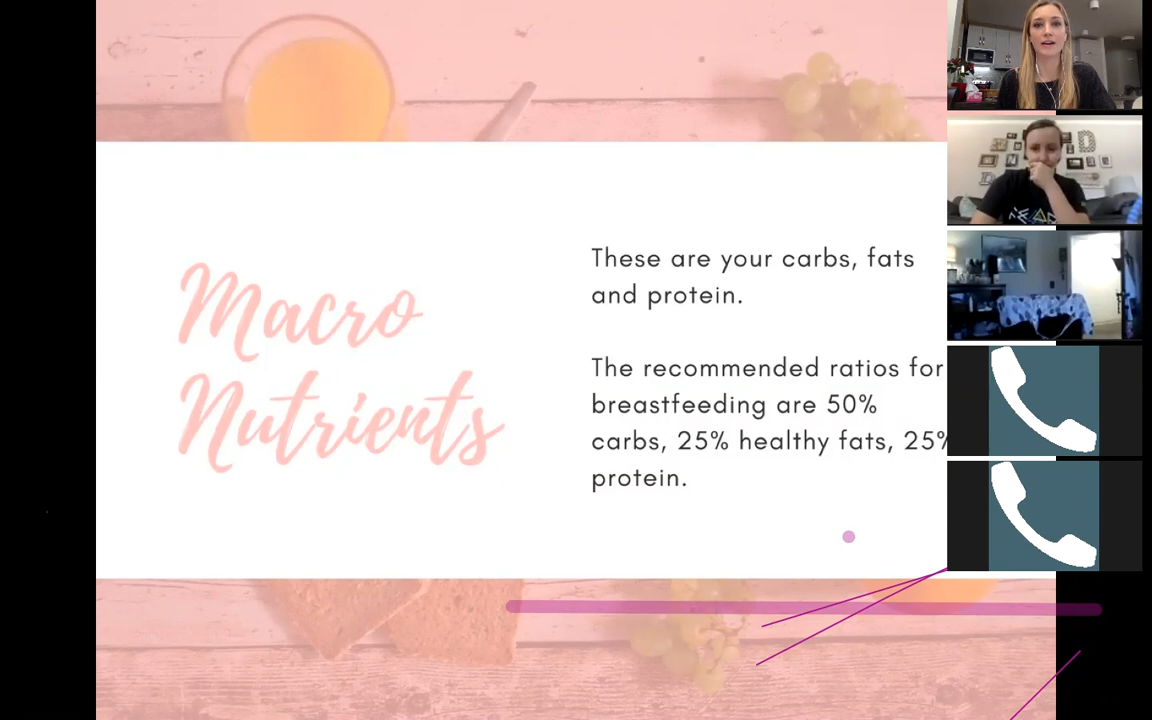 Macro
Nutrients
These are your carbs, fats
and protein.
The recommended ratios for
breastfeeding are 50%
carbs, 25% healthy fats, 25%
protein.
D